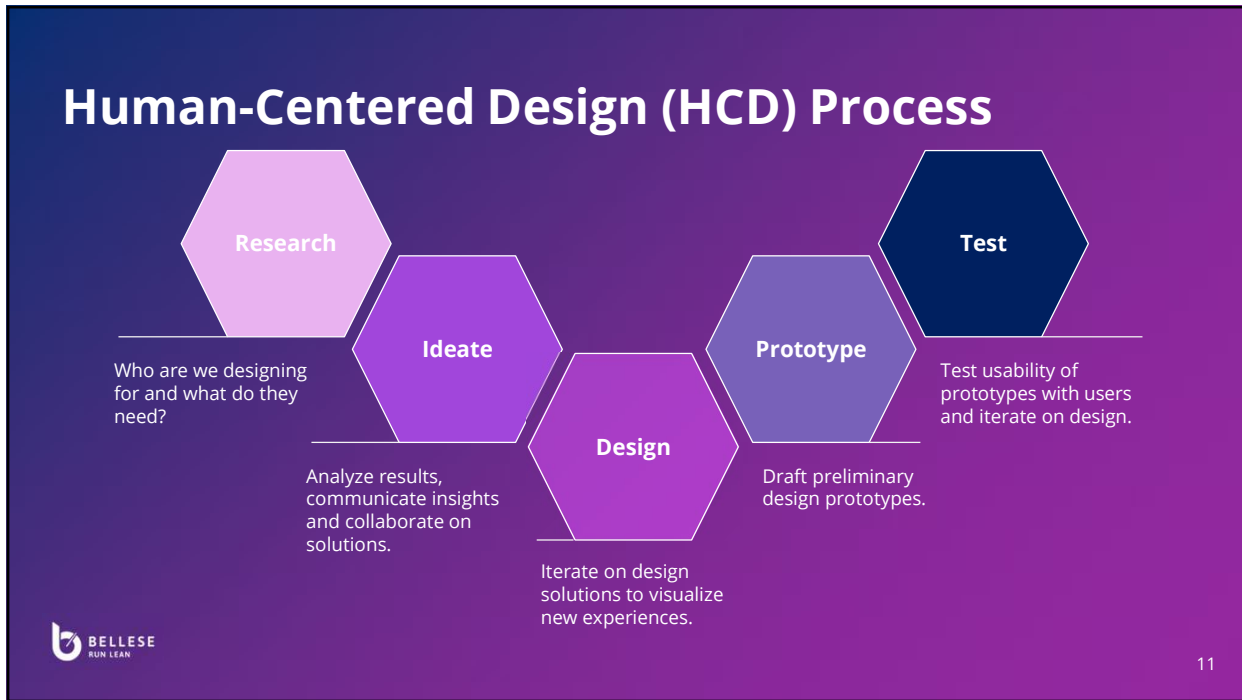 Human-Centered Design (HCD) Process
Research
Who are we designing
for and what do they
need?
Ideate
Analyze results,
communicate insights
and collaborate on
solutions.
Design
Iterate on design
solutions to visualize
new experiences.
Prototype
Draft preliminary
design prototypes.
Test
Test usability of
prototypes with users
and iterate on design.
BELLESE
RUN LEAN
11